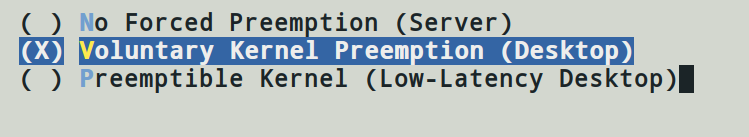 ( ) No Forced Preemption (Server)
(X) Voluntary Kernel Preemption (Desktop)
( ) Preemptible Kernel (Low-Latency Desktop)